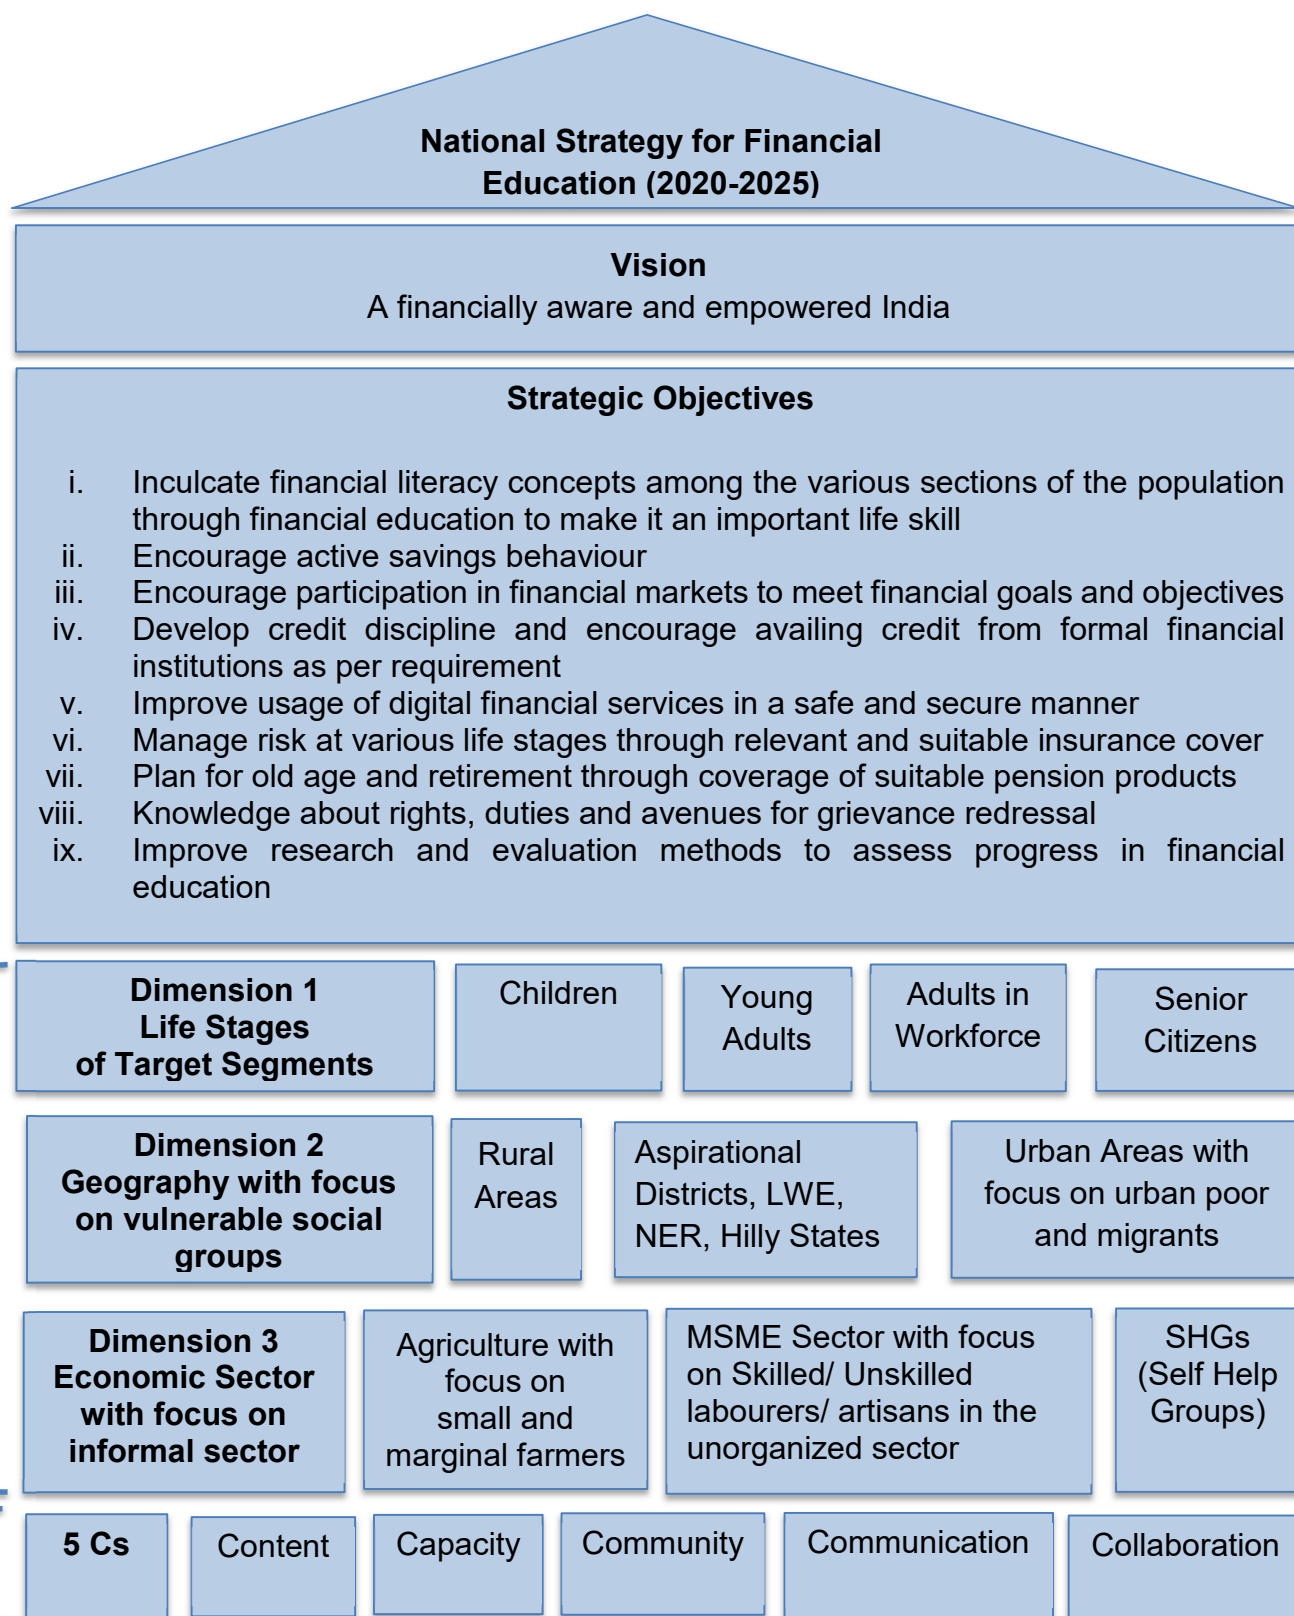 National Strategy for Financial
Education (2020-2025)
Vision
A financially aware and empowered India
Strategic Objectives
i. Inculcate financial literacy concepts among the various sections of the population
through financial education to make it an important life skill
ii. Encourage active savings behaviour
iii. Encourage participation in financial markets to meet financial goals and objectives
iv. Develop credit discipline and encourage availing credit from formal financial
institutions as per requirement
v. Improve usage of digital financial services in a safe and secure manner
vi. Manage risk at various life stages through relevant and suitable insurance cover
vii. Plan for old age and retirement through coverage of suitable pension products
viii. Knowledge about rights, duties and avenues for grievance redressal
ix. Improve research and evaluation methods to assess progress in financial
education
Dimension 1
Life Stages
of Target Segments
Children
Young
Adults
Adults in
Workforce
Senior
Citizens
Dimension 2
Geography with focus
on vulnerable social
groups
Rural
Areas
Aspirational
Districts, LWE,
NER, Hilly States
Urban Areas with
focus on urban poor
and migrants
Dimension 3
Economic Sector
with focus on
informal sector
Agriculture with
focus on
small and
marginal farmers
MSME Sector with focus
on Skilled/ Unskilled
labourers/ artisans in the
unorganized sector
SHGs
(Self Help
Groups)
5 Cs
Content
Capacity
Community
Communication
Collaboration